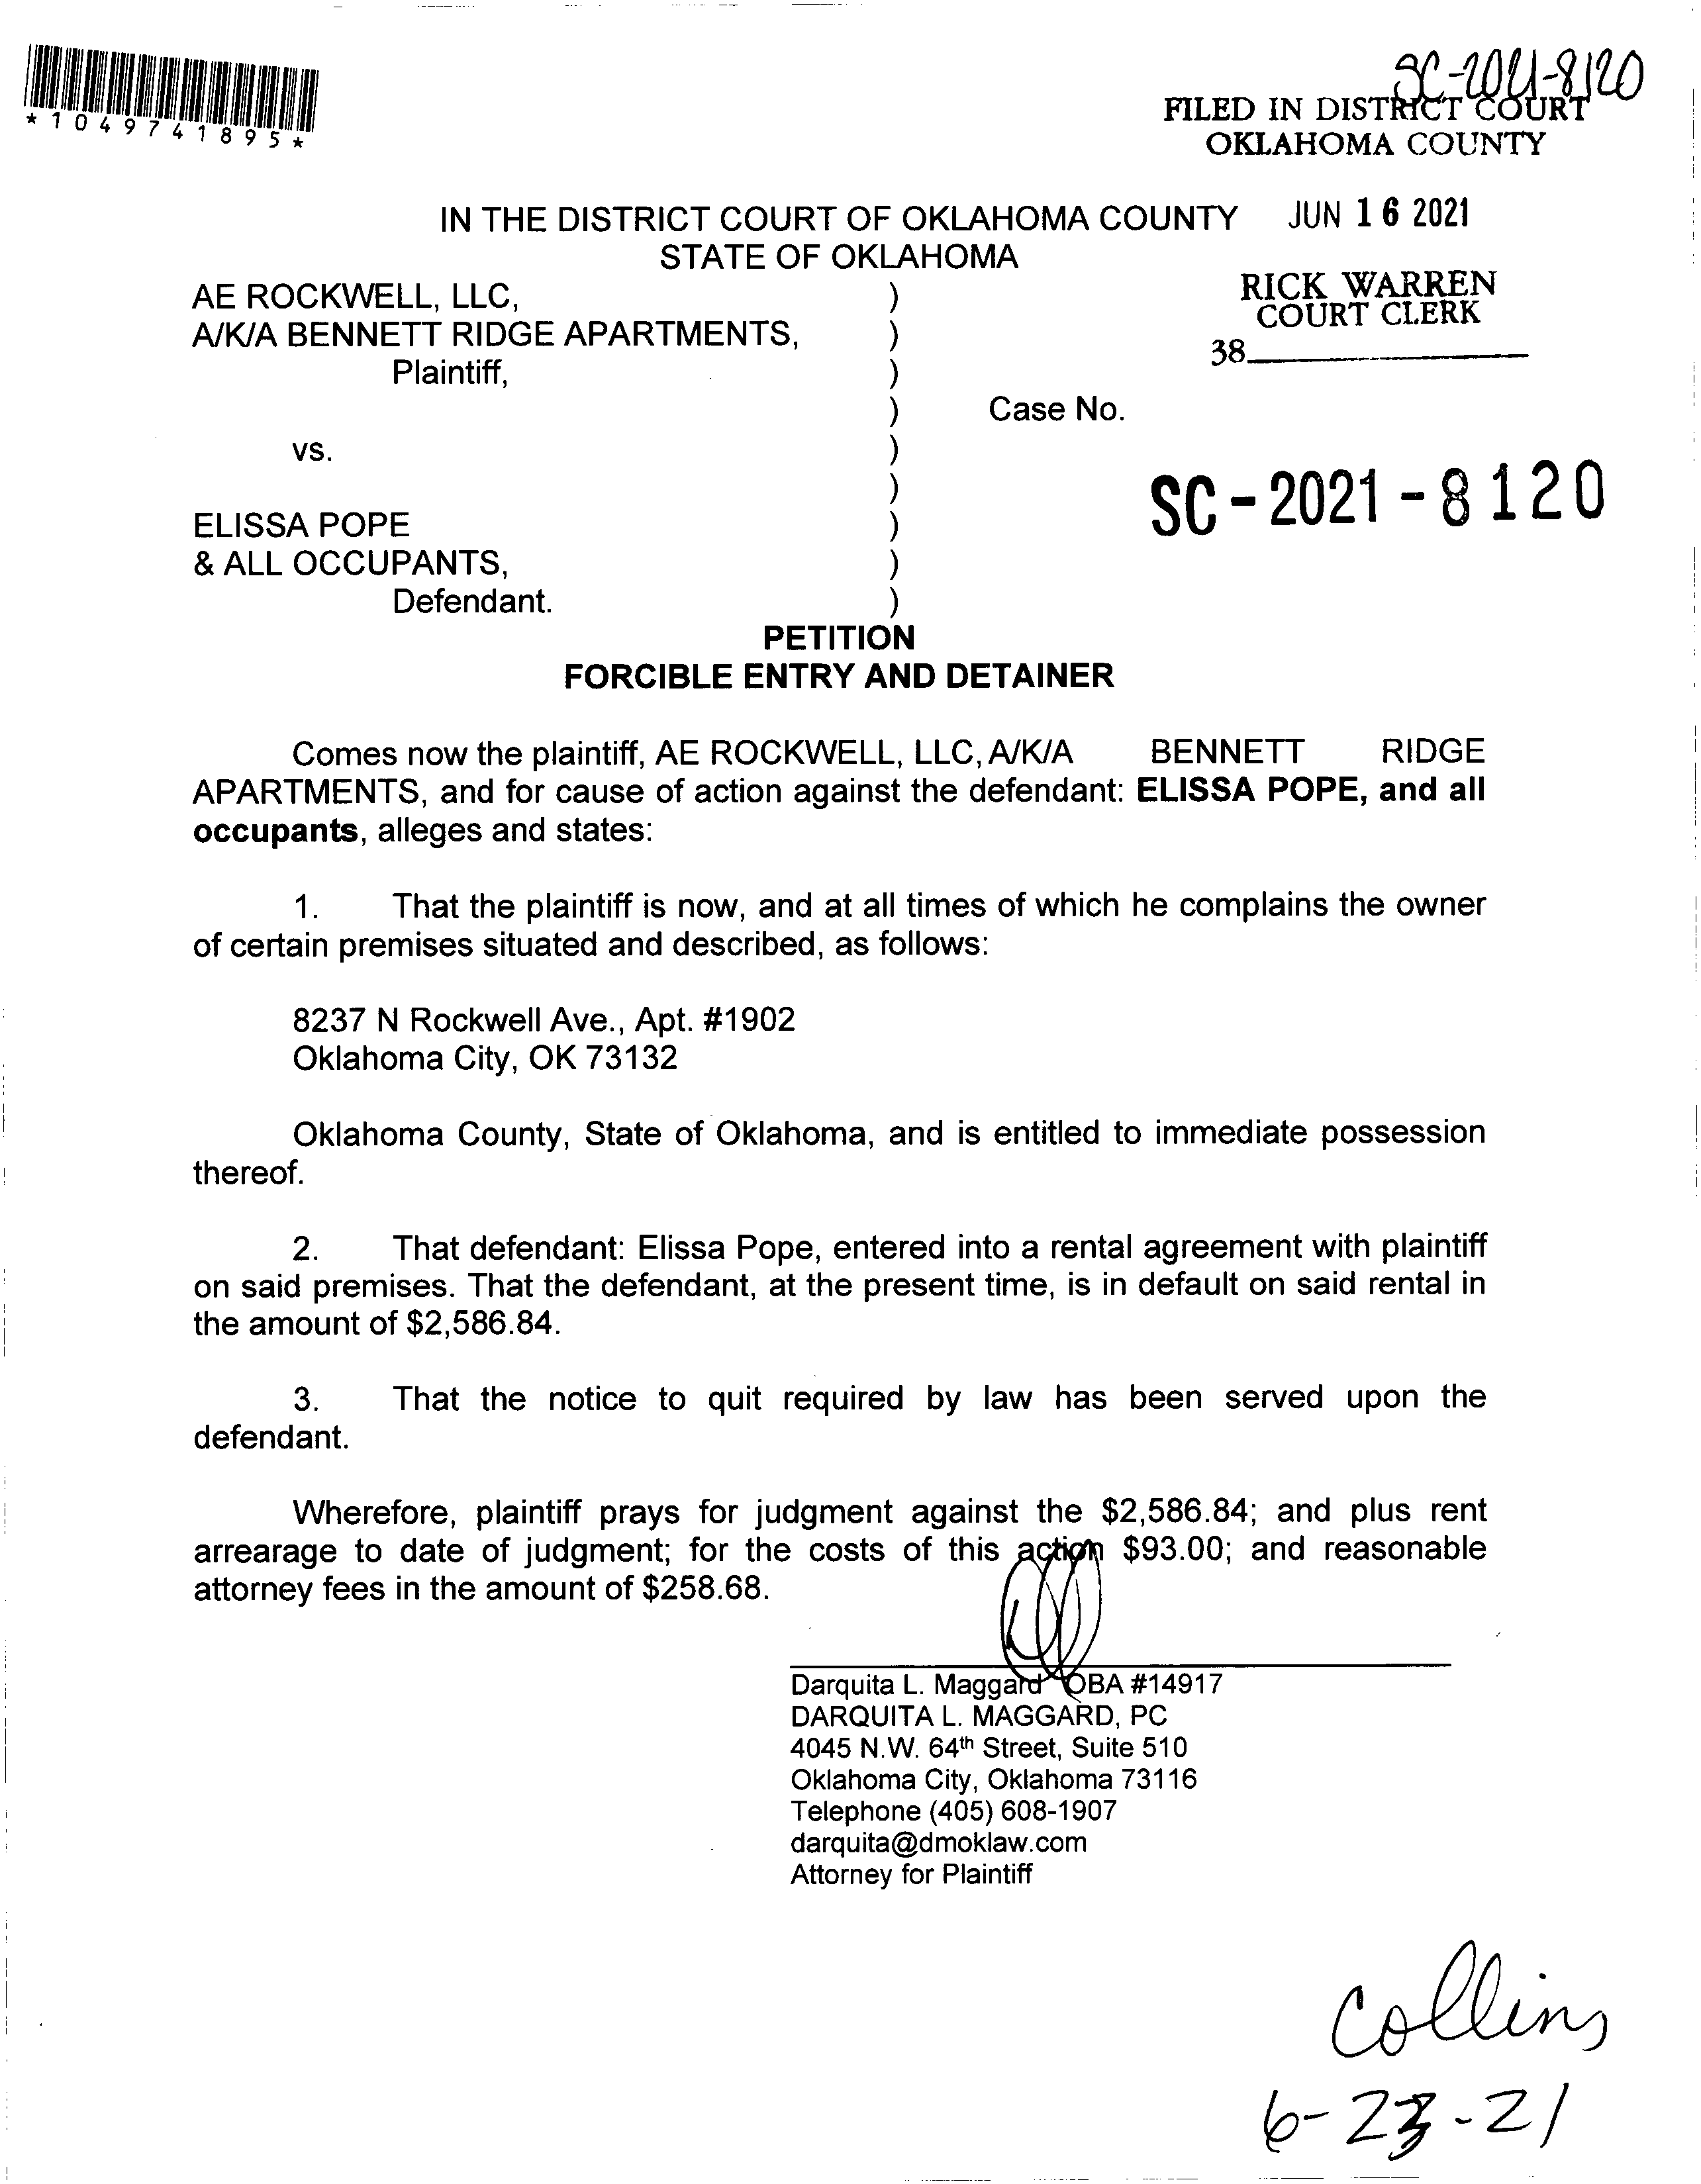 *1049741895*
SC-2021-8120
FILED IN DISTRICT COURT
OKLAHOMA COUNTY
IN THE DISTRICT COURT OF OKLAHOMA COUNTY
JUN 16 2021
STATE OF OKLAHOMA
RICK WARREN
COURT CLERK
38
AE ROCKWELL, LLC, )
A/K/A BENNETT RIDGE APARTMENTS, )
Plaintiff, )
) Case No.
vs. )
) SC-2021-8120
ELISSA POPE )
& ALL OCCUPANTS, )
Defendant. )
PETITION
FORCIBLE ENTRY AND DETAINER
Comes now the plaintiff, AE ROCKWELL, LLC, A/K/A BENNETT RIDGE
APARTMENTS, and for cause of action against the defendant: ELISSA POPE, and all
occupants, alleges and states:
1. That the plaintiff is now, and at all times of which he complains the owner
of certain premises situated and described, as follows:
8237 N Rockwell Ave., Apt. #1902
Oklahoma City, OK 73132
Oklahoma County, State of Oklahoma, and is entitled to immediate possession
thereof.
2. That defendant: Elissa Pope, entered into a rental agreement with plaintiff
on said premises. That the defendant, at the present time, is in default on said rental in
the amount of $2,586.84.
3. That the notice to quit required by law has been served upon the
defendant.
Wherefore, plaintiff prays for judgment against the $2,586.84; and plus rent
arrearage to date of judgment; for the costs of this action $93.00; and reasonable
attorney fees in the amount of $258.68.
Darquita L. Maggard OBA #14917
DARQUITA L. MAGGARD, PC
4045 N.W. 64th Street, Suite 510
Oklahoma City, Oklahoma 73116
Telephone (405) 608-1907
darquita@dmoklaw.com
Attorney for Plaintiff
Collins